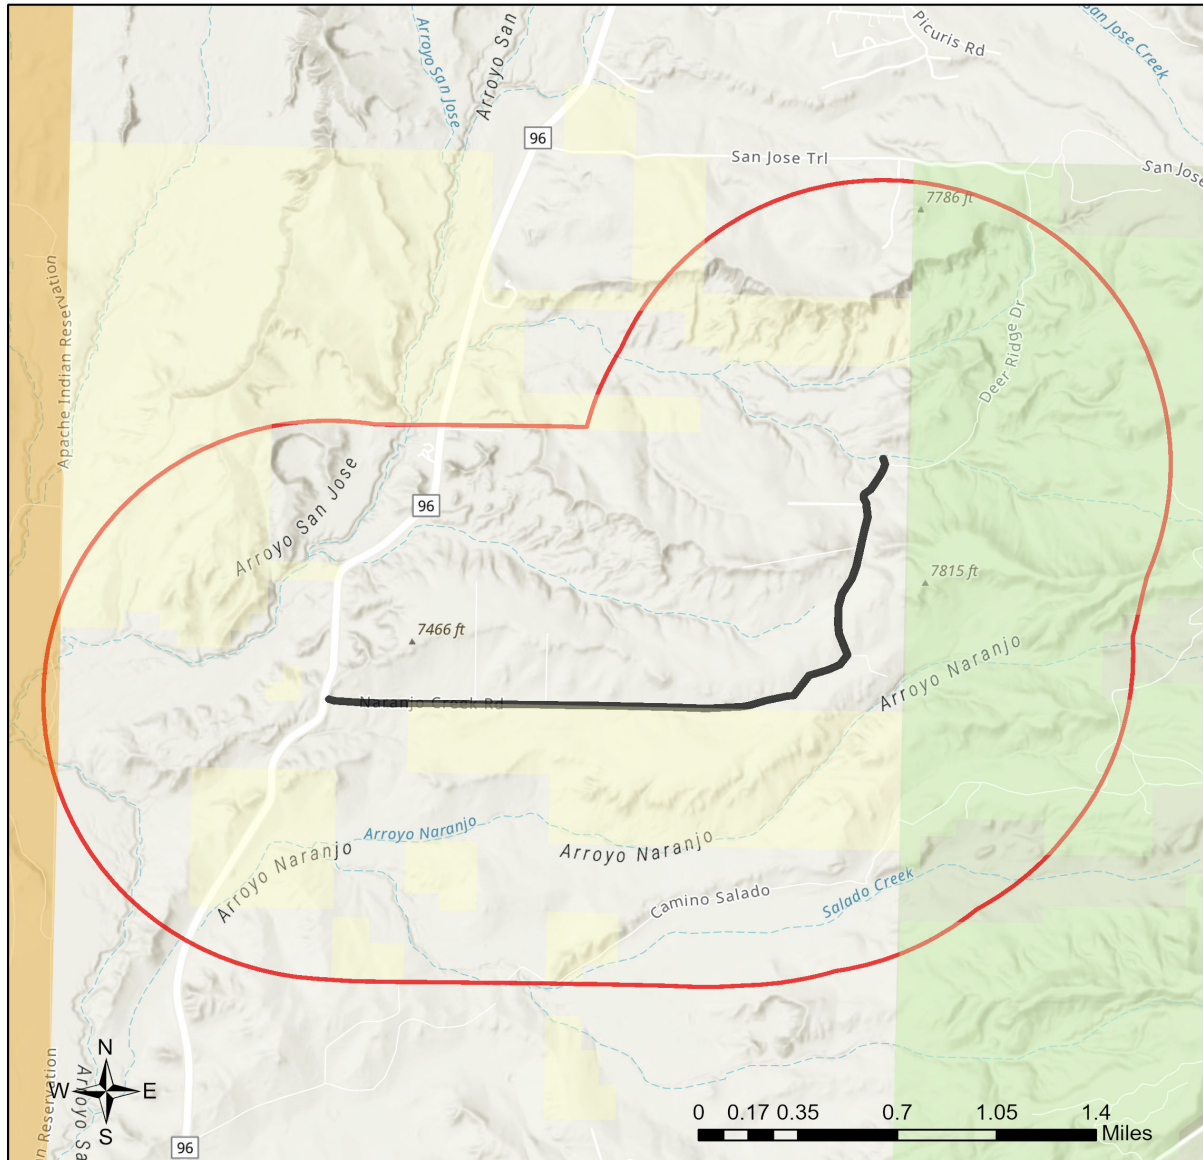 Picuris Rd
San Jose Creek
Arroyo San Jose
Arroyo San
96
San Jose Trl
San Jose
7786 ft
Apache Indian Reservation
Deer Ridge Dr
Arroyo San Jose
96
7815 ft
7466 ft
Arroyo Naranjo
Naranjo Creek Rd
Arroyo Naranjo
Arroyo Naranjo
Arroyo Naranjo
Camino Salado
Salado Creek
N
W E
S
an Reservation
Arroyo Sa
96
0 0.17 0.35 0.7 1.05 1.4
Miles